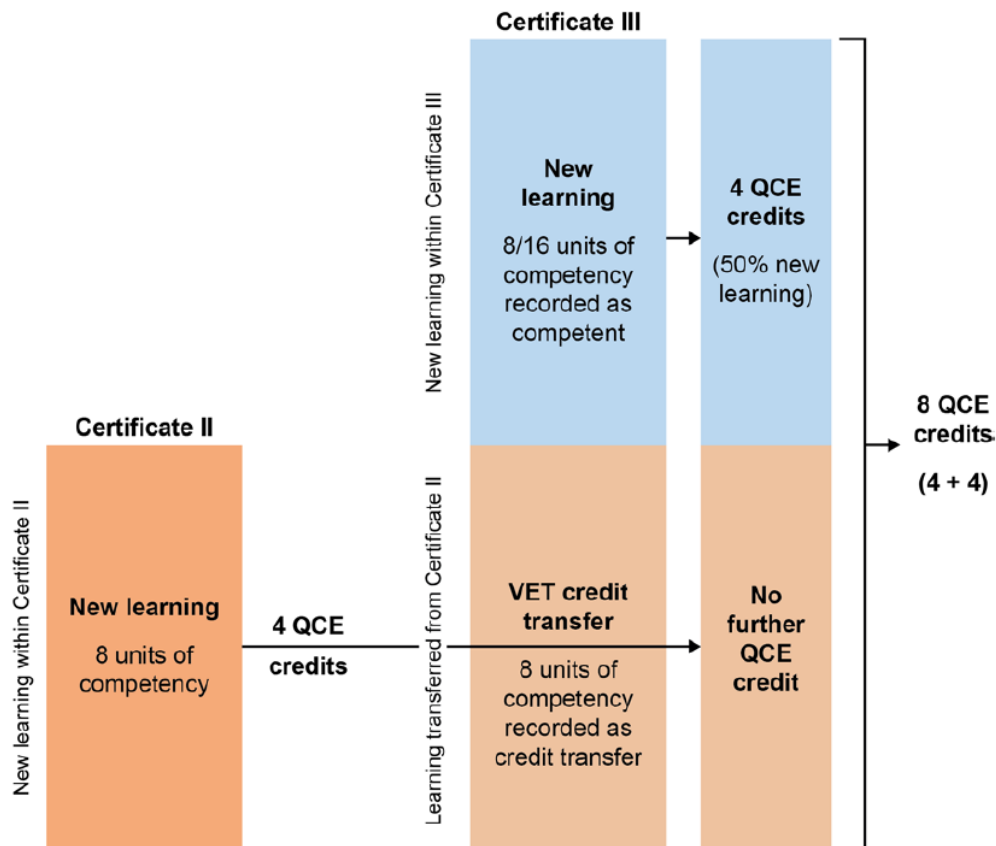 Certificate III
New learning within Certificate III
New
learning
8/16 units of
competency
recorded as
competent
4 QCE
credits
(50% new
learning)
8 QCE
credits
(4 + 4)
Certificate II
New learning within Certificate II
New learning
8 units of
competency
4 QCE
credits
Learning transferred from Certificate II
VET credit
transfer
8 units of
competency
recorded as
credit transfer
No
further
QCE
credit